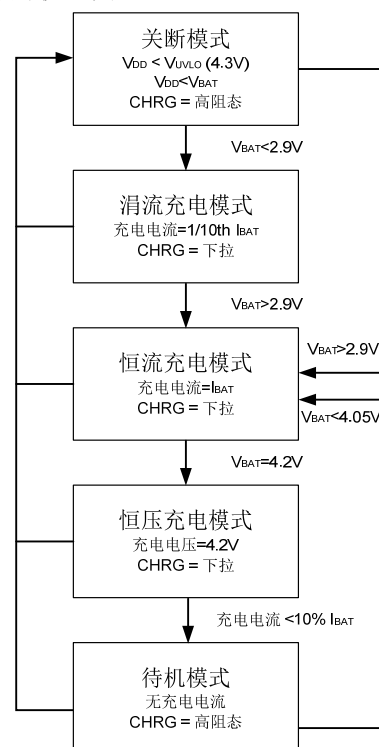 关断模式
VDD < VUVLO (4.3V)
VDD<VBAT
CHRG = 高阻态
VBAT<2.9V
涓流充电模式
充电电流=1/10th IBAT
CHRG = 下拉
VBAT>2.9V
恒流充电模式
充电电流=IBAT
CHRG = 下拉
VBAT>2.9V
VBAT<4.05V
VBAT=4.2V
恒压充电模式
充电电压=4.2V
CHRG = 下拉
充电电流 <10% IBAT
待机模式
无充电电流
CHRG = 高阻态